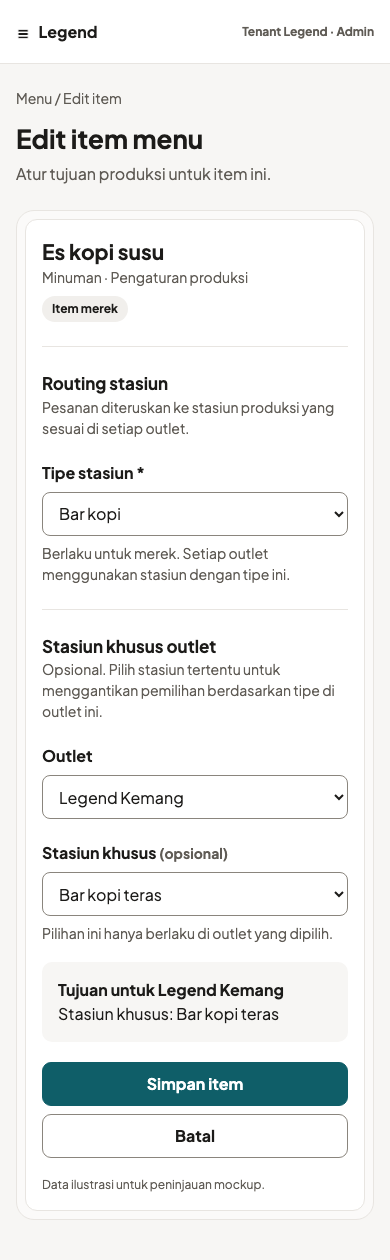 ≡ Legend
Tenant Legend · Admin
Menu / Edit item
Edit item menu
Atur tujuan produksi untuk item ini.
Es kopi susu
Minuman · Pengaturan produksi
Item merek
Routing stasiun
Pesanan diteruskan ke stasiun produksi yang
sesuai di setiap outlet.
Tipe stasiun *
Bar kopi
Berlaku untuk merek. Setiap outlet
menggunakan stasiun dengan tipe ini.
Stasiun khusus outlet
Opsional. Pilih stasiun tertentu untuk
menggantikan pemilihan berdasarkan tipe di
outlet ini.
Outlet
Legend Kemang
Stasiun khusus (opsional)
Bar kopi teras
Pilihan ini hanya berlaku di outlet yang dipilih.
Tujuan untuk Legend Kemang
Stasiun khusus: Bar kopi teras
Simpan item
Batal
Data ilustrasi untuk peninjauan mockup.